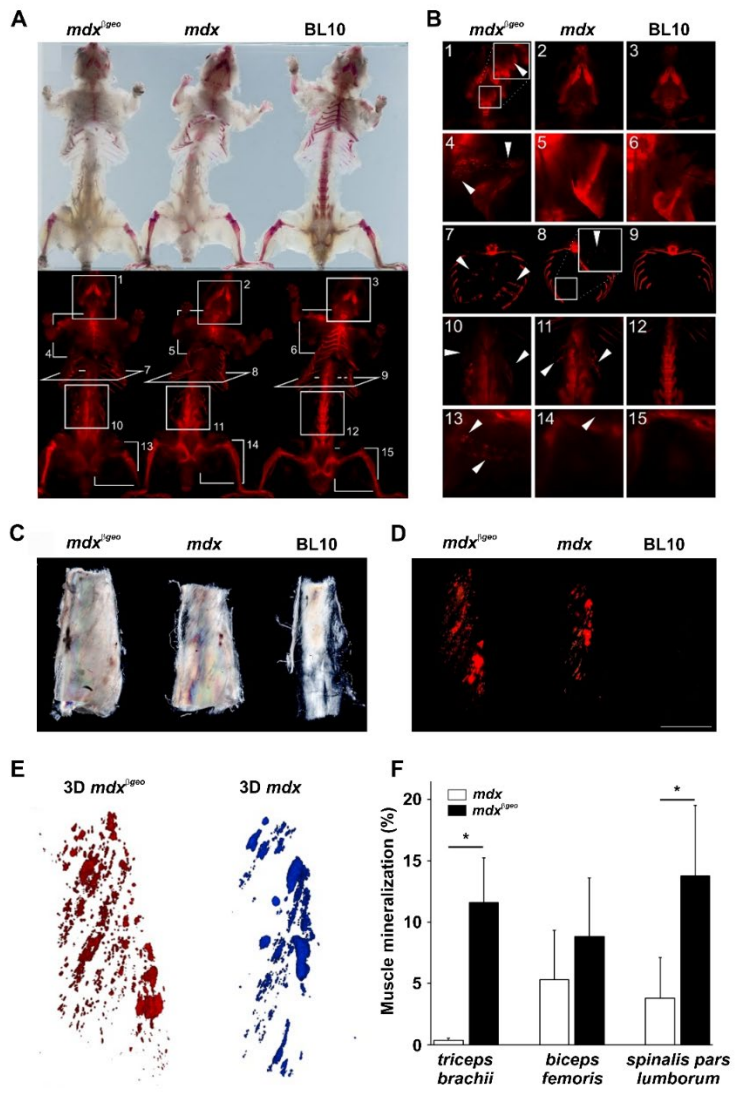 A
mdxβgeo mdx BL10
1 2 3
4 5 6
7 8 9
10 11 12
13 14 15
B
mdxβgeo mdx BL10
1 2 3
4 5 6
7 8 9
10 11 12
13 14 15
C
mdxβgeo mdx BL10
D
mdxβgeo mdx BL10
E
3D mdxβgeo 3D mdx
F
mdx
mdxβgeo
Muscle mineralization (%)
20
15
10
5
0
* *
triceps brachii
biceps femoris
spinalis pars lumborum